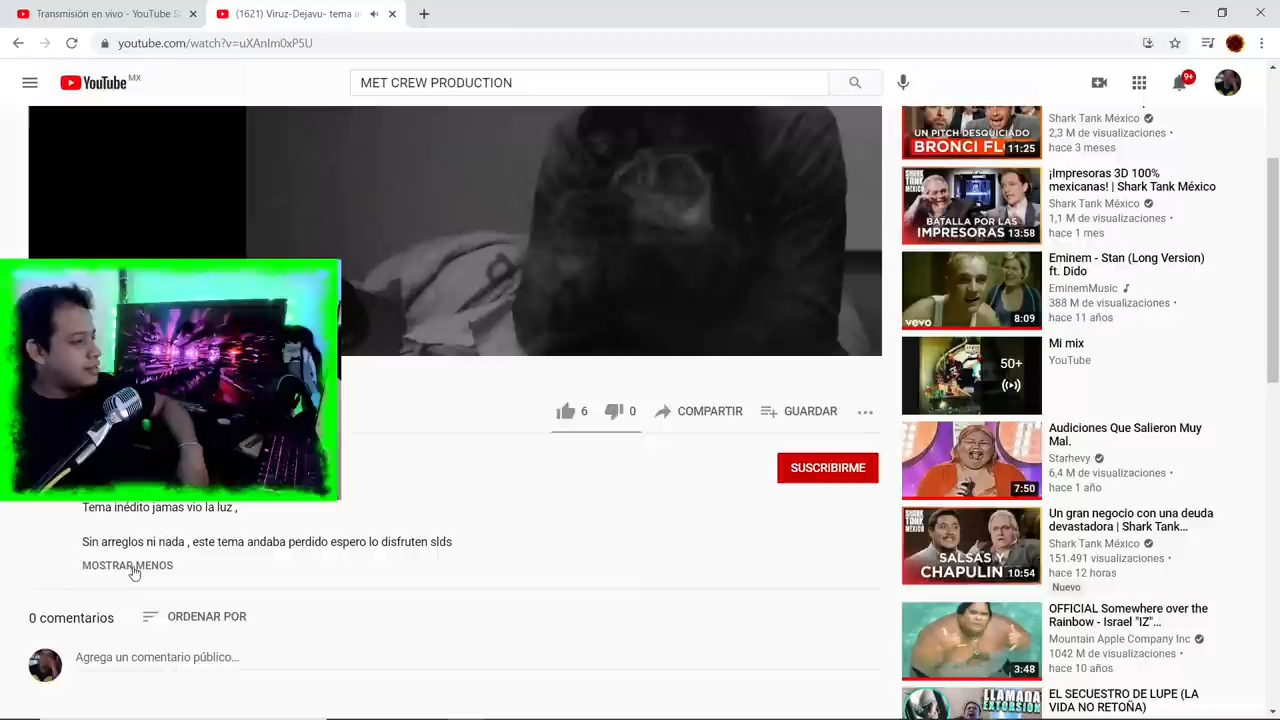 Transmisión en vivo - YouTube S
(1621) Viruz-Dejavu- tema in
youtube.com/watch?v=uXAnIm0xP5U
YouTube MX
MET CREW PRODUCTION
9+
UN PITCH DESQUICIADO
BRONCI FL
11:25
Shark Tank México
2,3 M de visualizaciones •
hace 3 meses
SHARK TANK MÉXICO
BATALLA POR LAS
IMPRESORAS
13:58
¡Impresoras 3D 100%
mexicanas! | Shark Tank México
Shark Tank México
1,1 M de visualizaciones •
hace 1 mes
vevo
8:09
Eminem - Stan (Long Version)
ft. Dido
EminemMusic
388 M de visualizaciones •
hace 11 años
50+
Mi mix
YouTube
7:50
Audiciones Que Salieron Muy
Mal.
Starhevy
6,4 M de visualizaciones •
hace 1 año
SHARK TANK MÉXICO
SALSAS Y
CHAPULIN
10:54
Un gran negocio con una deuda
devastadora | Shark Tank...
Shark Tank México
151.491 visualizaciones •
hace 12 horas
Nuevo
3:48
OFFICIAL Somewhere over the
Rainbow - Israel "IZ"...
Mountain Apple Company Inc
1042 M de visualizaciones •
hace 10 años
LLAMADA
EXTORSIÓN
EL SECUESTRO DE LUPE (LA
VIDA NO RETOÑA)
6
0
COMPARTIR
GUARDAR
SUSCRIBIRME
Tema inédito jamas vio la luz ,
Sin arreglos ni nada , este tema andaba perdido espero lo disfruten slds
MOSTRAR MENOS
0 comentarios
ORDENAR POR
Agrega un comentario público...